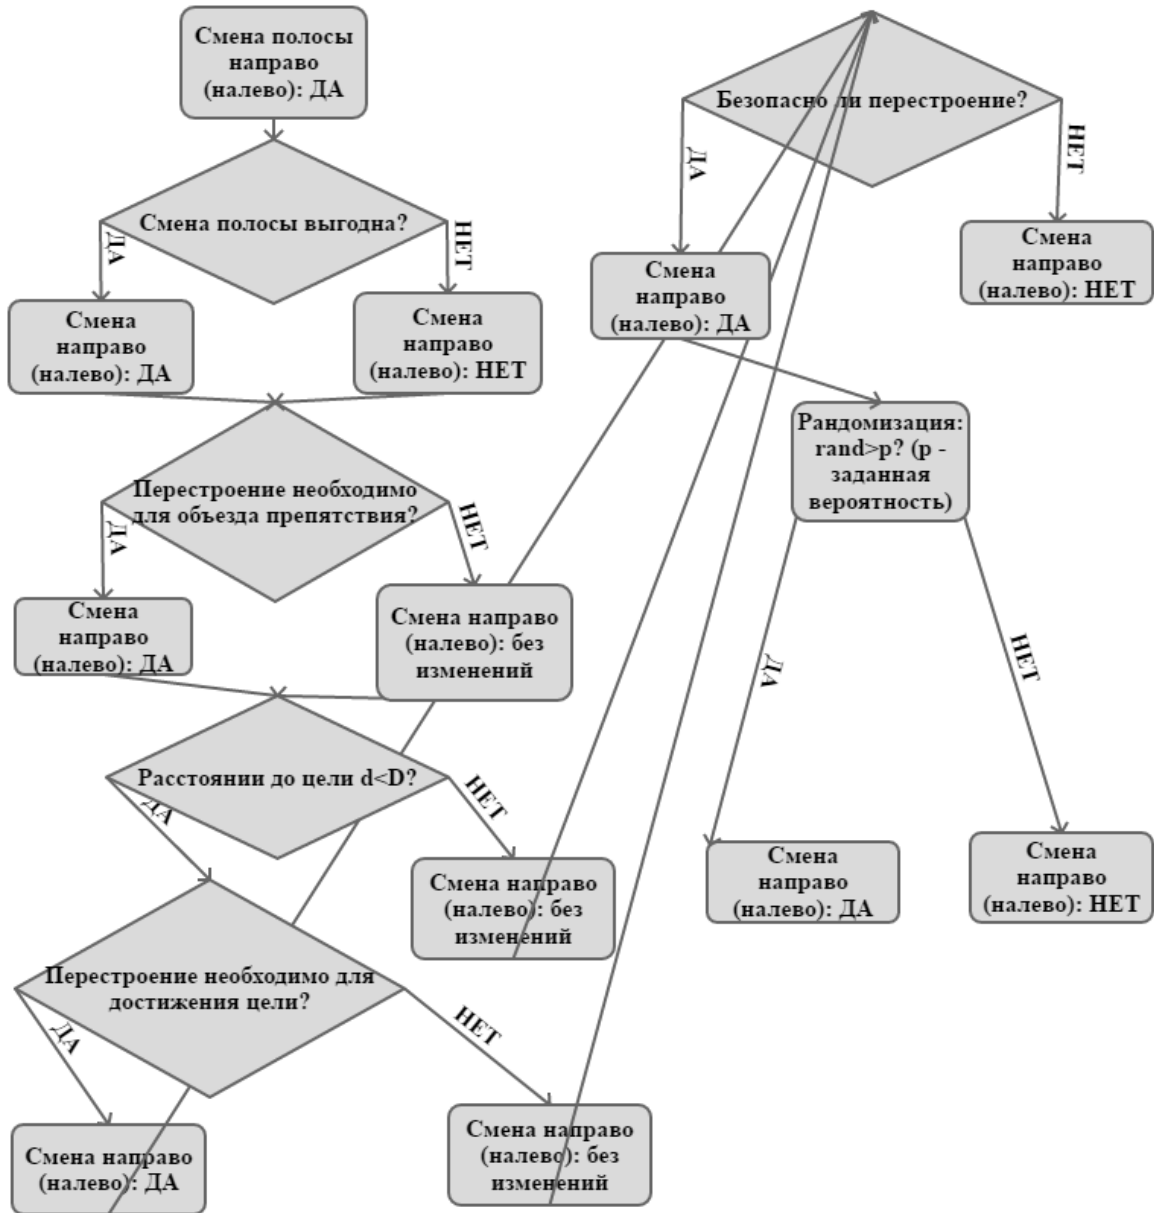 Смена полосы
направо
(налево): ДА
Смена полосы выгодна?
ДА
НЕТ
Смена
направо
(налево): ДА
Смена
направо
(налево): НЕТ
Перестроение необходимо
для объезда препятствия?
ДА
НЕТ
Смена
направо
(налево): ДА
Смена направо
(налево): без
изменений
Расстоянии до цели d<D?
ДА
НЕТ
Смена направо
(налево): без
изменений
Перестроение необходимо для
достижения цели?
ДА
НЕТ
Смена направо
(налево): ДА
Смена направо
(налево): без
изменений
Безопасно ли перестроение?
ДА
НЕТ
Смена
направо
(налево): ДА
Смена
направо
(налево): НЕТ
Рандомизация:
rand>p? (p -
заданная
вероятность)
ДА
НЕТ
Смена
направо
(налево): ДА
Смена
направо
(налево): НЕТ